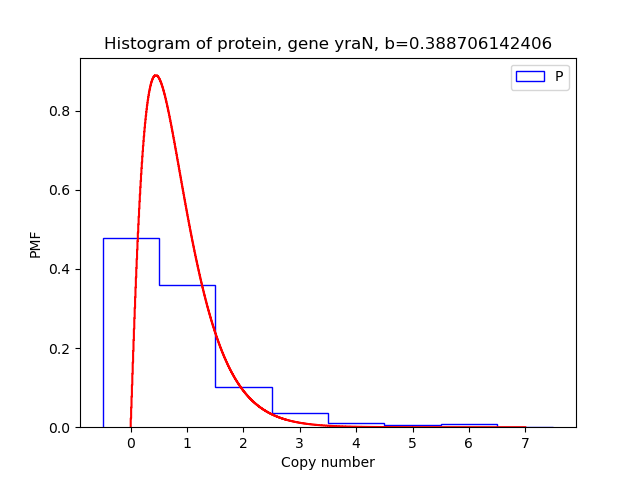 Histogram of protein, gene yraN, b=0.388706142406
P
PMF
0.8
0.6
0.4
0.2
0.0
0 1 2 3 4 5 6 7
Copy number